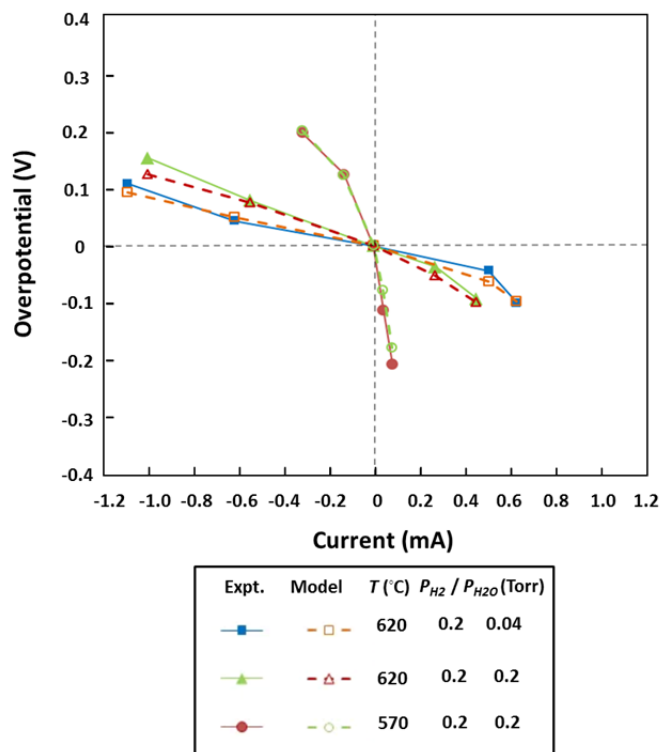 0.4
0.3
0.2
0.1
0
-0.1
-0.2
-0.3
-0.4
Overpotential (V)
-1.2 -1.0 -0.8 -0.6 -0.4 -0.2 0 0.2 0.4 0.6 0.8 1.0 1.2
Current (mA)
Expt. Model T (°C) P_H2 / P_H2O (Torr)
620 0.2 0.04
620 0.2 0.2
570 0.2 0.2